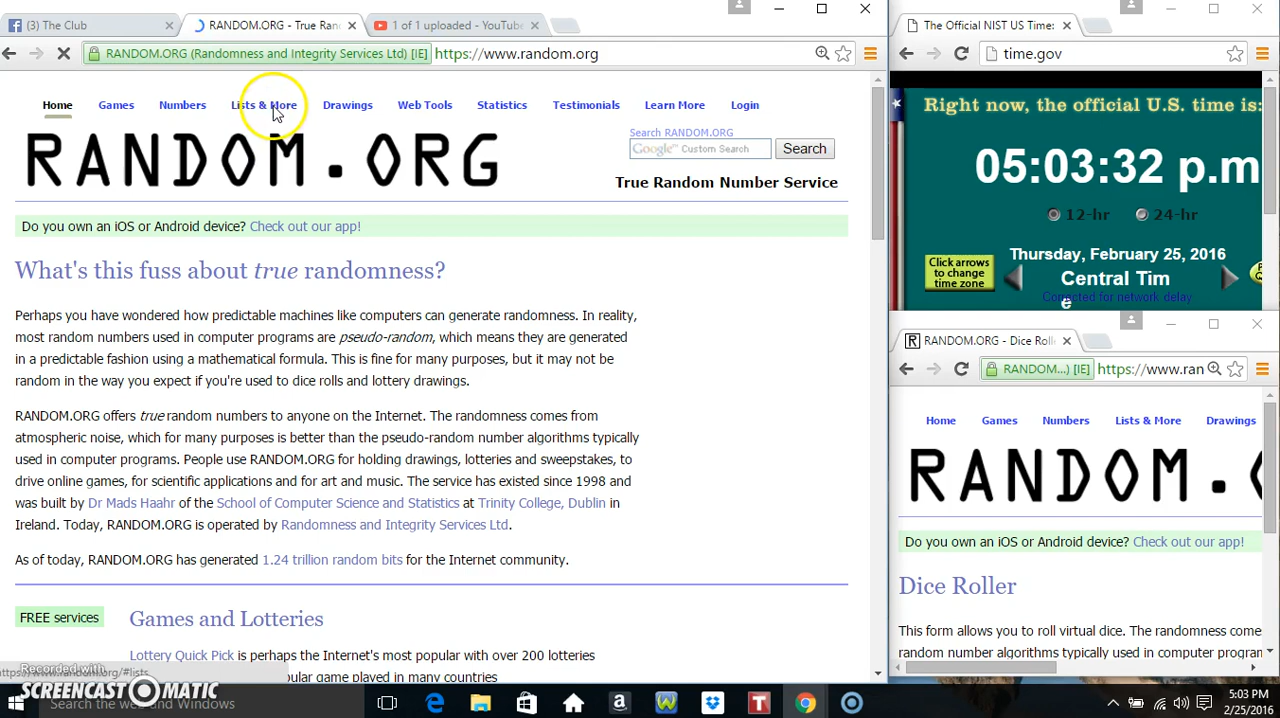 (3) The Club
RANDOM.ORG - True Ran
1 of 1 uploaded - YouTube
RANDOM.ORG (Randomness and Integrity Services Ltd) [IE] https://www.random.org
Home Games Numbers Lists & More Drawings Web Tools Statistics Testimonials Learn More Login
RANDOM.ORG
Search RANDOM.ORG
Google™ Custom Search Search
True Random Number Service
Do you own an iOS or Android device? Check out our app!
What's this fuss about true randomness?
Perhaps you have wondered how predictable machines like computers can generate randomness. In reality,
most random numbers used in computer programs are pseudo-random, which means they are generated
in a predictable fashion using a mathematical formula. This is fine for many purposes, but it may not be
random in the way you expect if you're used to dice rolls and lottery drawings.
RANDOM.ORG offers true random numbers to anyone on the Internet. The randomness comes from
atmospheric noise, which for many purposes is better than the pseudo-random number algorithms typically
used in computer programs. People use RANDOM.ORG for holding drawings, lotteries and sweepstakes, to
drive online games, for scientific applications and for art and music. The service has existed since 1998 and
was built by Dr Mads Haahr of the School of Computer Science and Statistics at Trinity College, Dublin in
Ireland. Today, RANDOM.ORG is operated by Randomness and Integrity Services Ltd.
As of today, RANDOM.ORG has generated 1.24 trillion random bits for the Internet community.
FREE services
Games and Lotteries
Lottery Quick Pick is perhaps the Internet's most popular with over 200 lotteries
pular game played in many countries
https://www.random.org/#lists
Recorded with
SCREENCAST-O-MATIC
Search the web and Windows
The Official NIST US Time:
time.gov
Right now, the official U.S. time is:
05:03:32 p.m
12-hr 24-hr
Click arrows
to change
time zone
Thursday, February 25, 2016
Central Tim
e
Corrected for network delay
RANDOM.ORG - Dice Roll
RANDOM...) [IE] https://www.ran
Home Games Numbers Lists & More Drawings
RANDOM.
Do you own an iOS or Android device? Check out our app!
Dice Roller
This form allows you to roll virtual dice. The randomness come
random number algorithms typically used in computer program
5:03 PM
2/25/2016